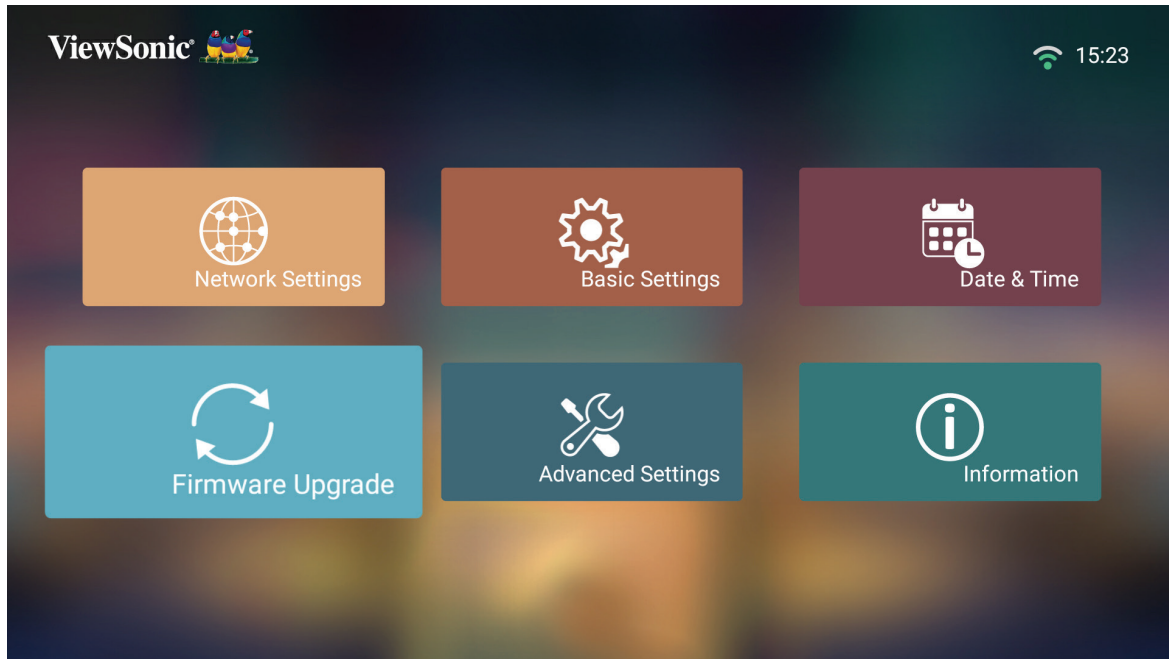 ViewSonic®
15:23
Network Settings
Basic Settings
Date & Time
Firmware Upgrade
Advanced Settings
Information